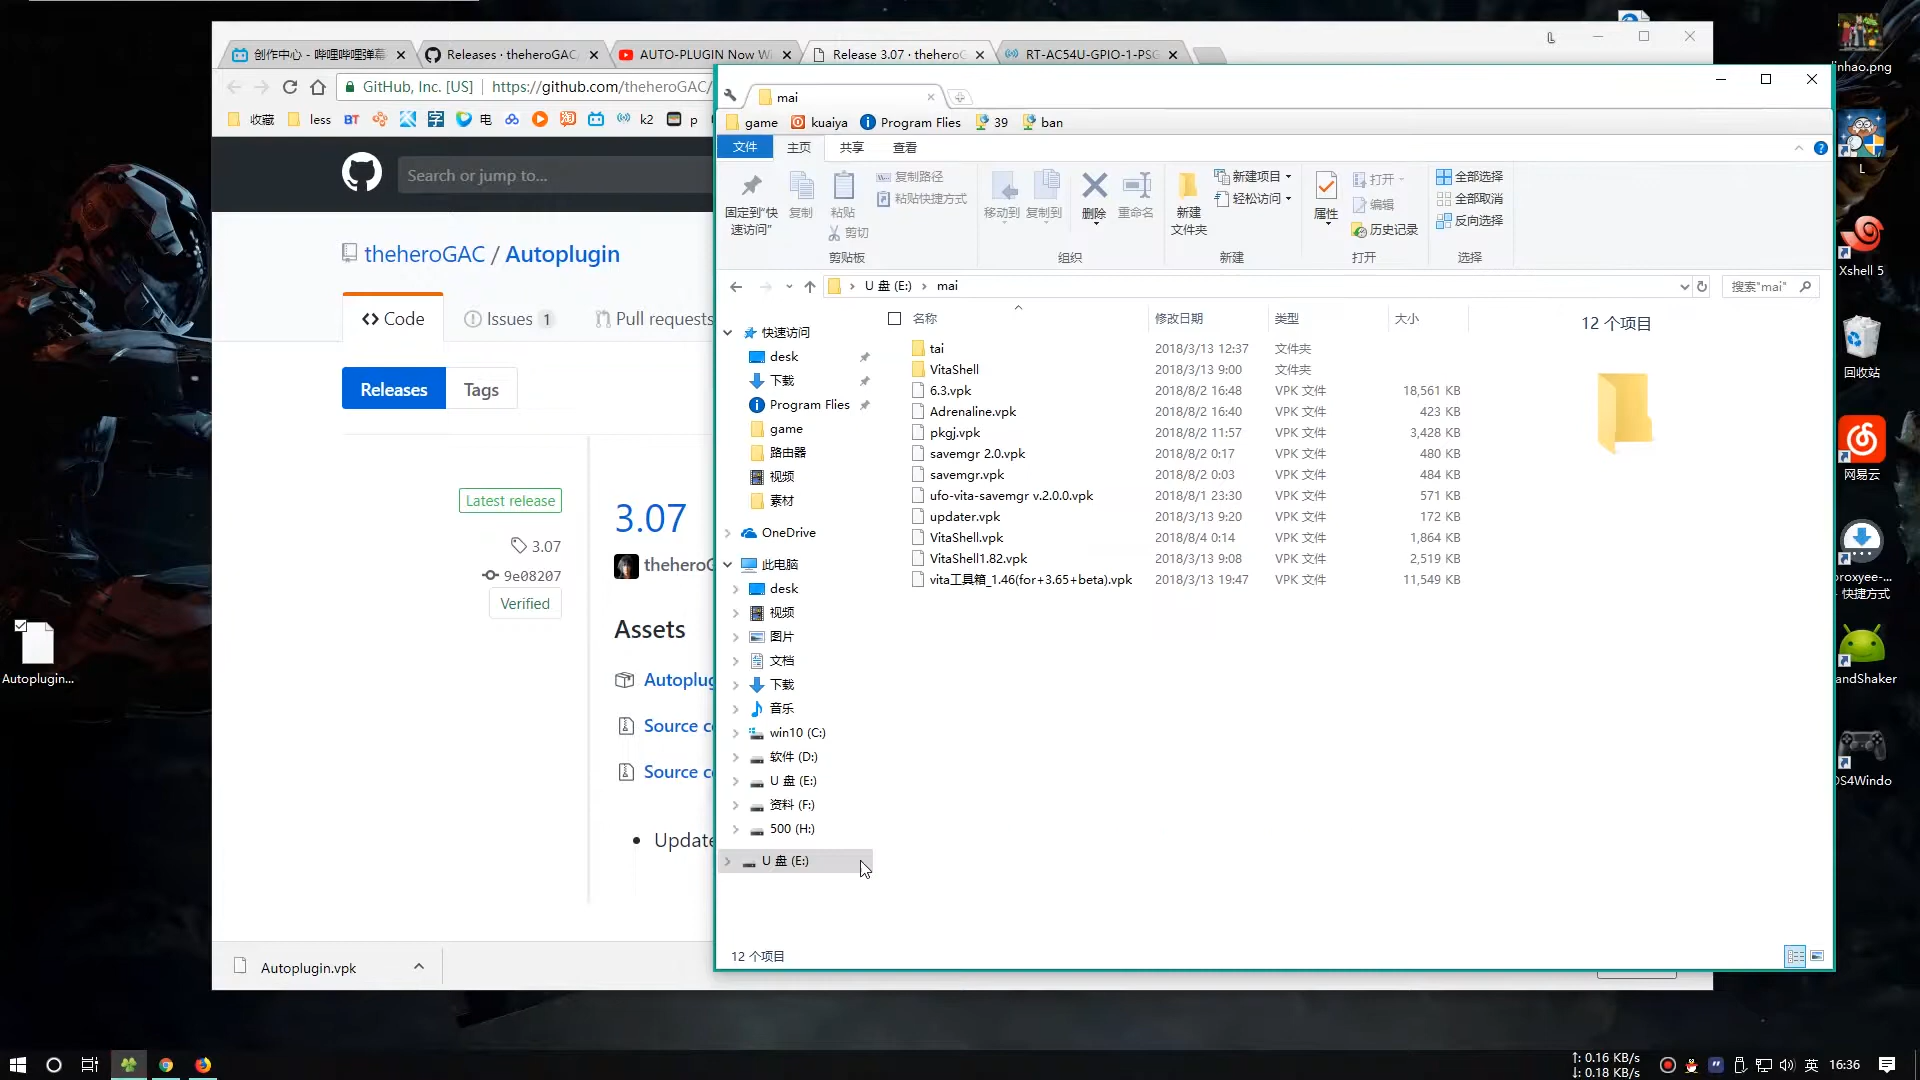 创作中心 - 哔哩哔哩弹幕
Releases · theheroGAC/
AUTO-PLUGIN Now Wi
Release 3.07 · theheroG
RT-AC54U-GPIO-1-PSG
GitHub, Inc. [US]
https://github.com/theheroGAC/
收藏
less
BT
字
淘
电
k2
p
Search or jump to...
theheroGAC / Autoplugin
Code
Issues 1
Pull requests
Releases
Tags
Latest release
3.07
9e08207
Verified
3.07
theheroG
Assets
Autoplug
Source co
Source co
Update
Autoplugin.vpk
mai
game
kuaiya
Program Flies
39
ban
文件
主页
共享
查看
固定到"快
速访问"
复制
粘贴
复制路径
粘贴快捷方式
剪切
剪贴板
移动到
复制到
删除
重命名
组织
新建
文件夹
新建项目
轻松访问
新建
属性
打开
编辑
历史记录
打开
全部选择
全部取消
反向选择
选择
U 盘 (E:)
mai
搜索"mai"
快速访问
desk
下载
Program Flies
game
路由器
视频
素材
OneDrive
此电脑
desk
视频
图片
文档
下载
音乐
win10 (C:)
软件 (D:)
U 盘 (E:)
资料 (F:)
500 (H:)
U 盘 (E:)
名称 修改日期 类型 大小
tai 2018/3/13 12:37 文件夹
VitaShell 2018/3/13 9:00 文件夹
6.3.vpk 2018/8/2 16:48 VPK 文件 18,561 KB
Adrenaline.vpk 2018/8/2 16:40 VPK 文件 423 KB
pkgj.vpk 2018/8/2 11:57 VPK 文件 3,428 KB
savemgr 2.0.vpk 2018/8/2 0:17 VPK 文件 480 KB
savemgr.vpk 2018/8/2 0:03 VPK 文件 484 KB
ufo-vita-savemgr v.2.0.0.vpk 2018/8/1 23:30 VPK 文件 571 KB
updater.vpk 2018/3/13 9:20 VPK 文件 172 KB
VitaShell.vpk 2018/8/4 0:14 VPK 文件 1,864 KB
VitaShell1.82.vpk 2018/3/13 9:08 VPK 文件 2,519 KB
vita工具箱_1.46(for+3.65+beta).vpk 2018/3/13 19:47 VPK 文件 11,549 KB
12 个项目
12 个项目
Autoplugin...
inhao.png
L
Xshell 5
回收站
网易云
proxyee-...
- 快捷方式
andShaker
DS4Windo
↑: 0.16 KB/s
↓: 0.18 KB/s
英
16:36